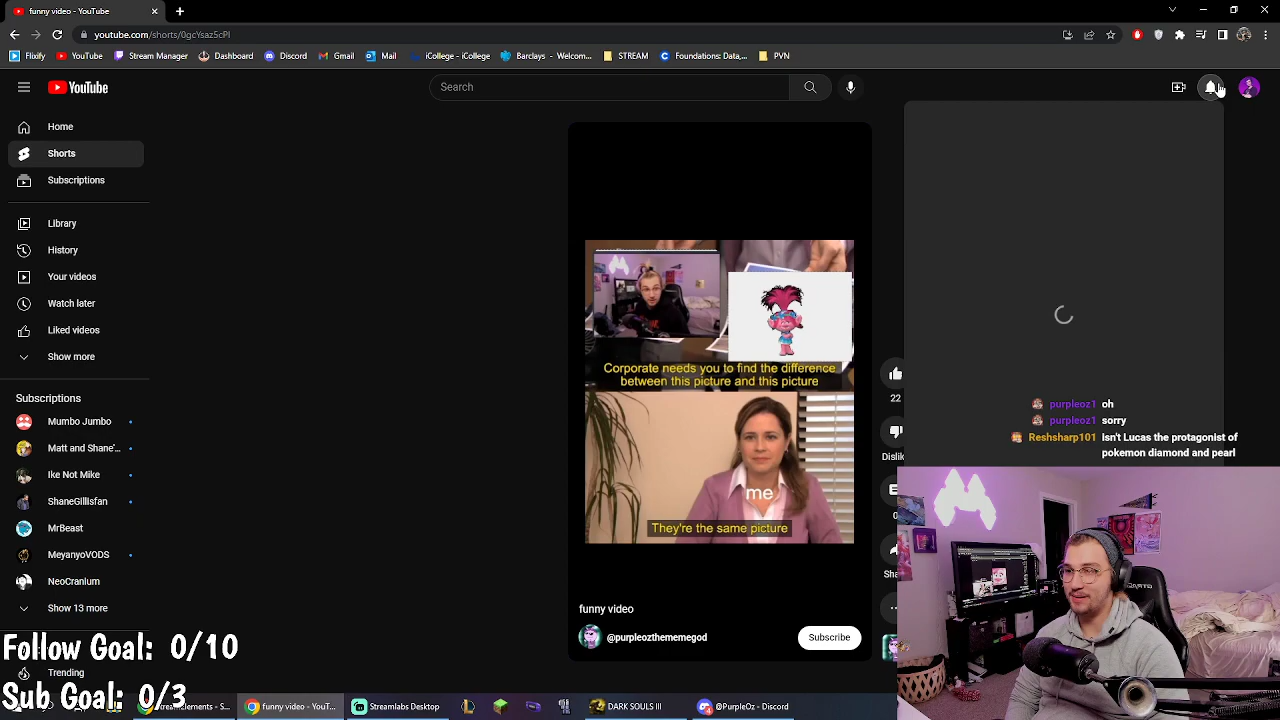 funny video - YouTube
youtube.com/shorts/0gcYsaz5cPI
Flixify
YouTube
Stream Manager
Dashboard
Discord
Gmail
Mail
iCollege - iCollege
Barclays - Welcom...
STREAM
Foundations: Data,...
PVN
YouTube
Search
Home
Shorts
Subscriptions
Library
History
Your videos
Watch later
Liked videos
Show more
Subscriptions
Mumbo Jumbo
Matt and Shane'...
Ike Not Mike
ShaneGillisfan
MrBeast
MeyanyoVODS
NeoCranium
Show 13 more
Trending
Follow Goal: 0/10
Sub Goal: 0/3
Corporate needs you to find the difference
between this picture and this picture
me
They're the same picture
funny video
@purpleozthememegod
Subscribe
22
Dislik
0
Sha
purpleoz1 oh
purpleoz1 sorry
Reshsharp101 Isn't Lucas the protagonist of
pokemon diamond and pearl
ements - S...
funny video - YouT...
Streamlabs Desktop
DARK SOULS III
@PurpleOz - Discord